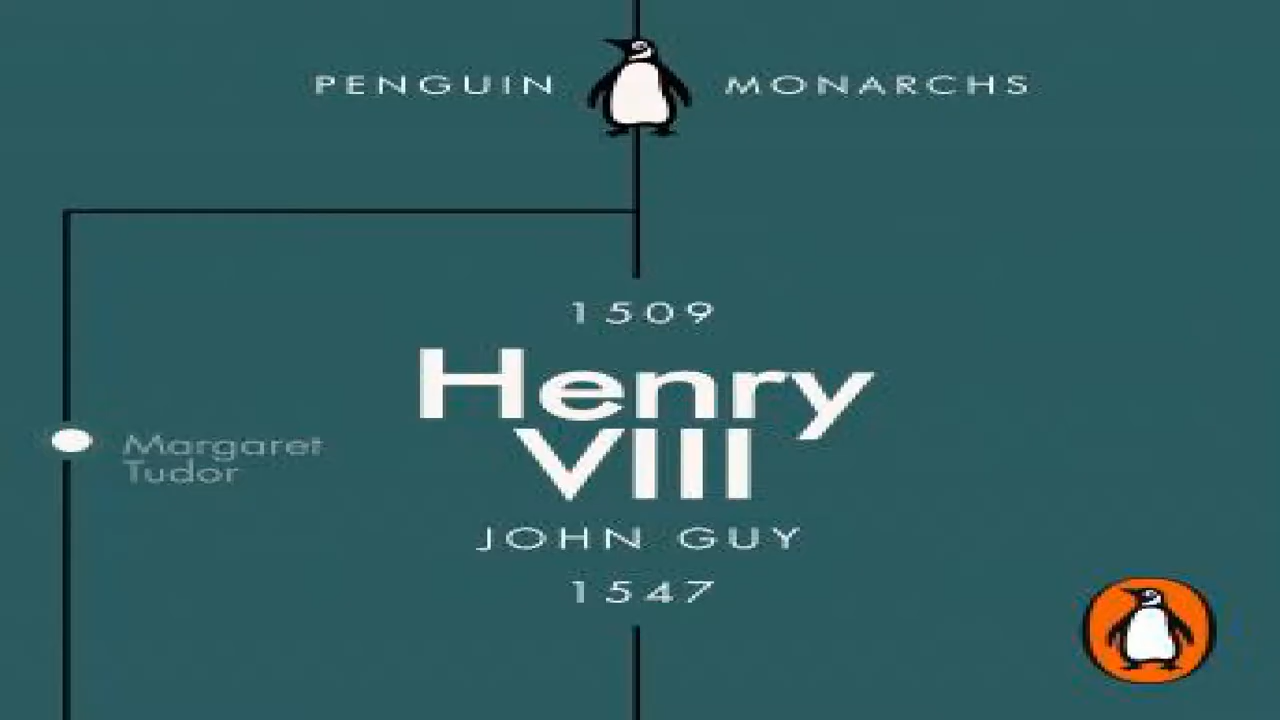 PENGUIN MONARCHS
1509
Henry
VIII
Margaret
Tudor
JOHN GUY
1547